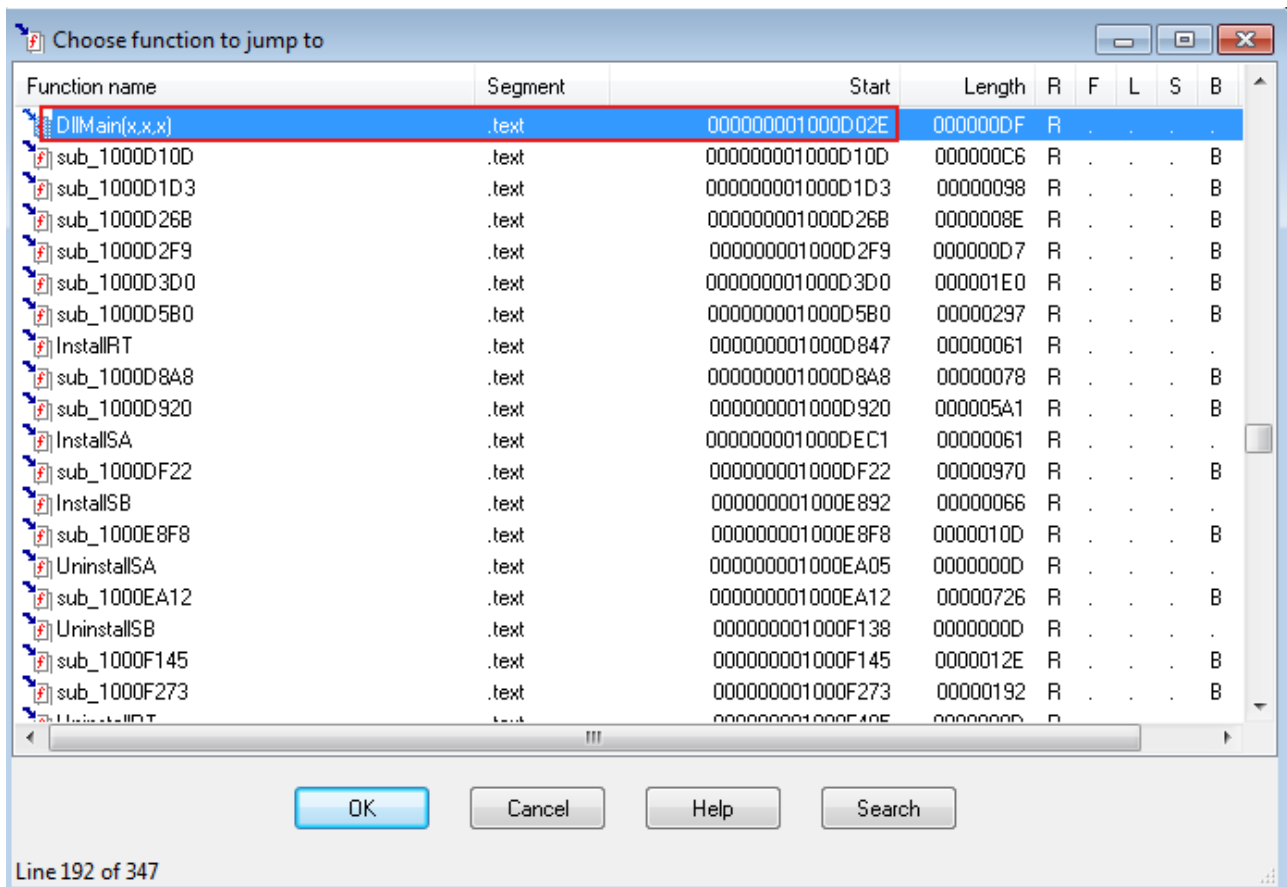 Choose function to jump to
Function name Segment Start Length R F L S B
DllMain(x,x,x) .text 000000001000D02E 000000DF R . . . .
sub_1000D10D .text 000000001000D10D 000000C6 R . . . B
sub_1000D1D3 .text 000000001000D1D3 00000098 R . . . B
sub_1000D26B .text 000000001000D26B 0000008E R . . . B
sub_1000D2F9 .text 000000001000D2F9 000000D7 R . . . B
sub_1000D3D0 .text 000000001000D3D0 000001E0 R . . . B
sub_1000D5B0 .text 000000001000D5B0 00000297 R . . . B
InstallRT .text 000000001000D847 00000061 R . . . .
sub_1000D8A8 .text 000000001000D8A8 00000078 R . . . B
sub_1000D920 .text 000000001000D920 000005A1 R . . . B
InstallSA .text 000000001000DEC1 00000061 R . . . .
sub_1000DF22 .text 000000001000DF22 00000970 R . . . B
InstallSB .text 000000001000E892 00000066 R . . . .
sub_1000E8F8 .text 000000001000E8F8 0000010D R . . . B
UninstallSA .text 000000001000EA05 0000000D R . . . .
sub_1000EA12 .text 000000001000EA12 00000726 R . . . B
UninstallSB .text 000000001000F138 0000000D R . . . .
sub_1000F145 .text 000000001000F145 0000012E R . . . B
sub_1000F273 .text 000000001000F273 00000192 R . . . B
OK Cancel Help Search
Line 192 of 347